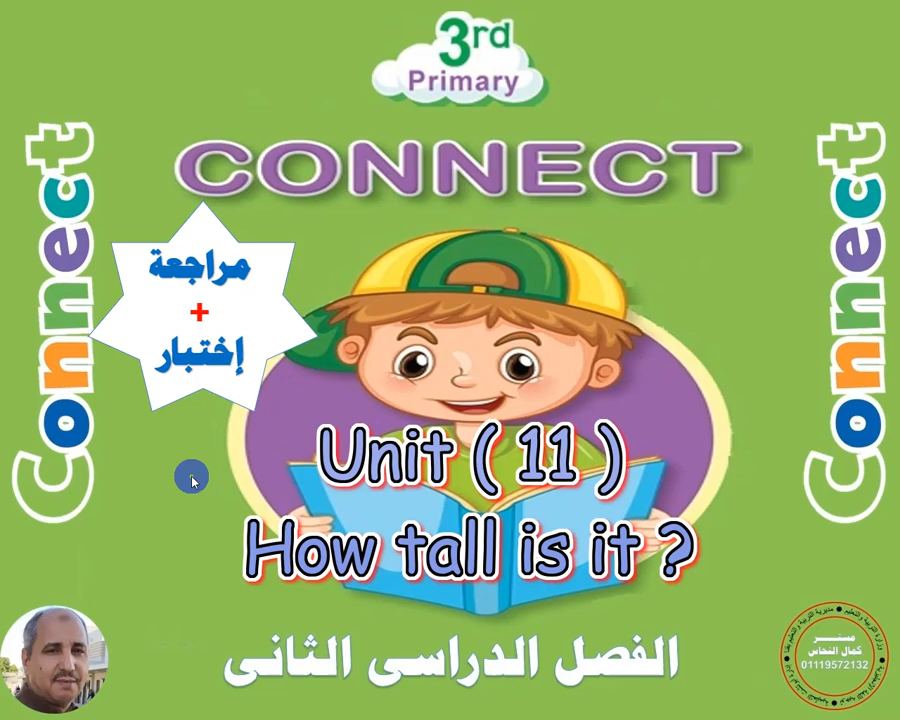 3rd
Primary
CONNECT
Connect
Connect
مراجعة
+
إختبار
Unit ( 11 )
How tall is it ?
الفصل الدراسى الثانى
مستـــر
كمال النحاس
01119572132